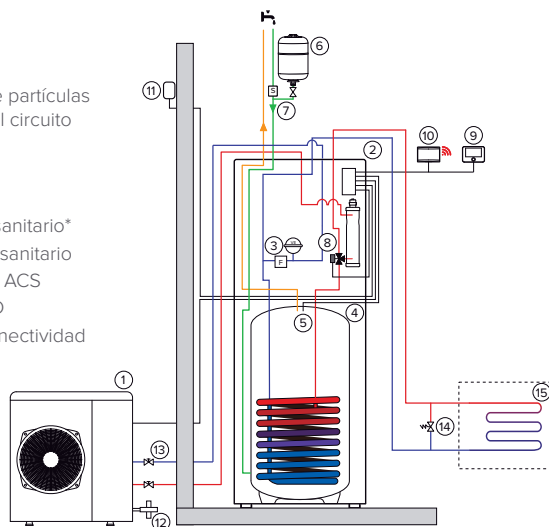 e partículas
l circuito
sanitario*
sanitario
ACS
O
nectividad
6
S
7
11
2
10
9
3
F
8
5
4
1
13
12
14
15